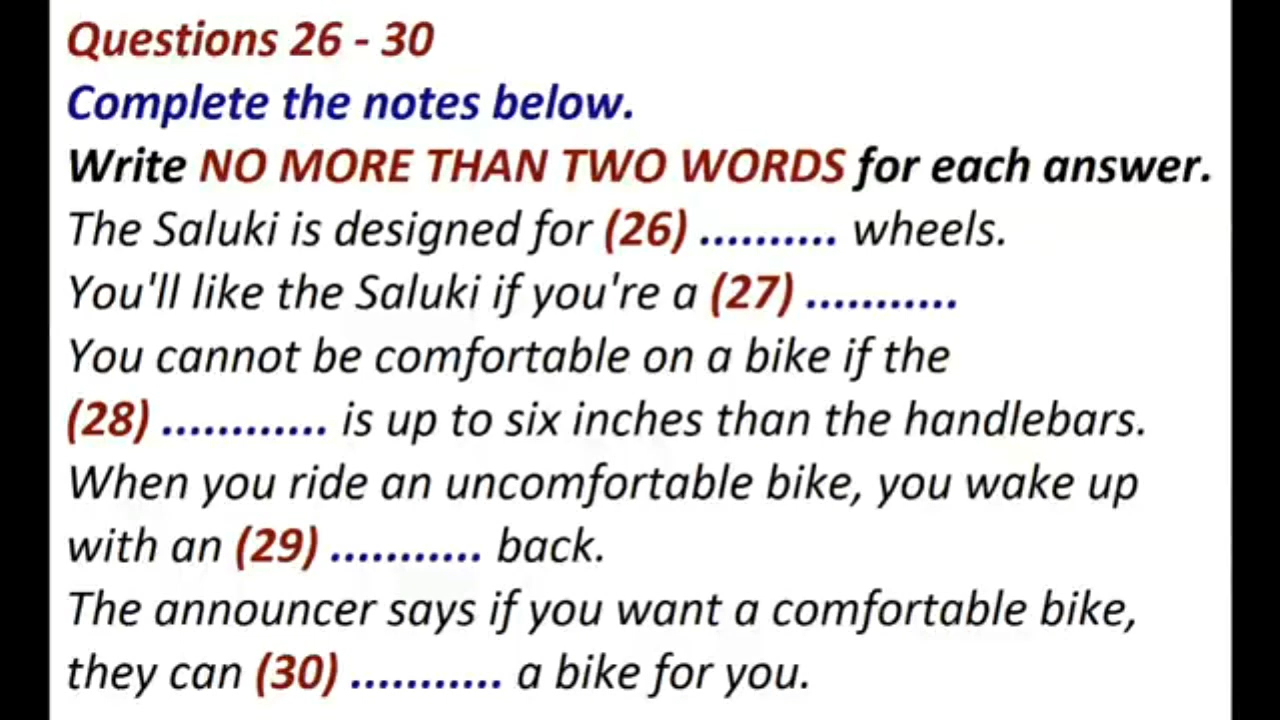 Questions 26 - 30
Complete the notes below.
Write NO MORE THAN TWO WORDS for each answer.
The Saluki is designed for (26) .......... wheels.
You'll like the Saluki if you're a (27) ...........
You cannot be comfortable on a bike if the
(28) ............ is up to six inches than the handlebars.
When you ride an uncomfortable bike, you wake up
with an (29) ........... back.
The announcer says if you want a comfortable bike,
they can (30) ........... a bike for you.